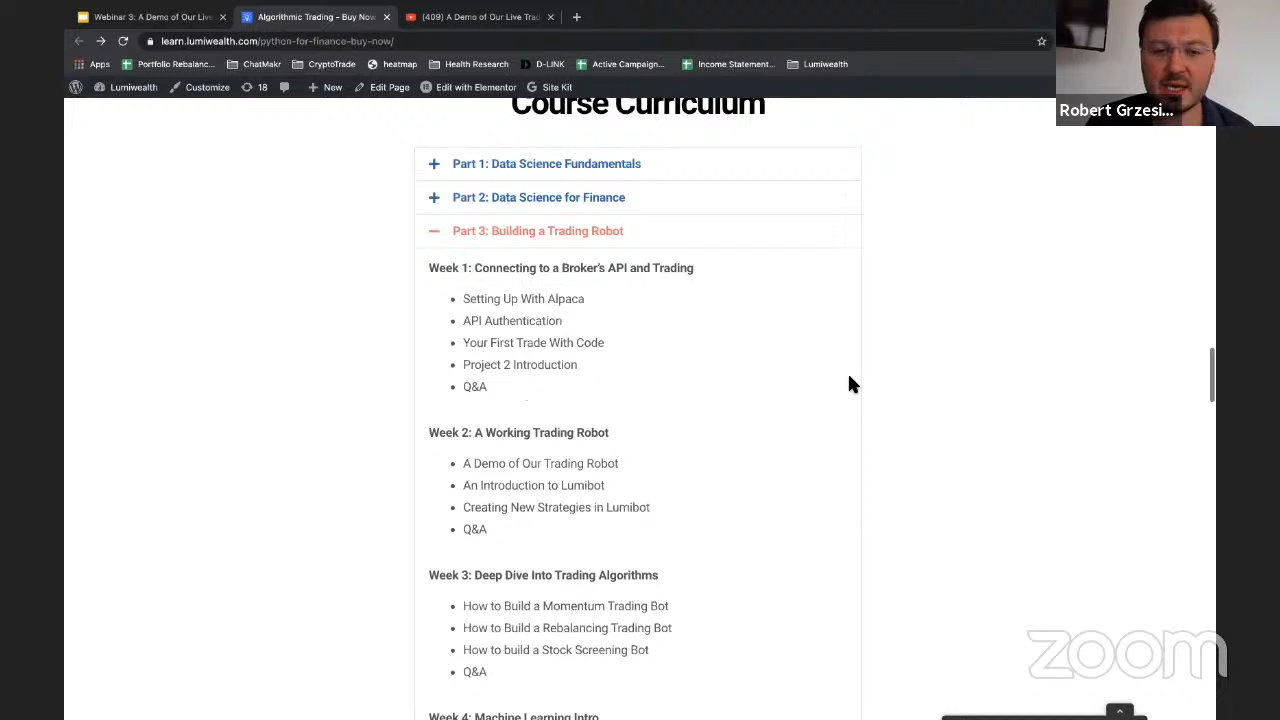 Webinar 3: A Demo of Our Liv
Algorithmic Trading - Buy Now
(409) A Demo of Our Live Trad
learn.lumiwealth.com/python-for-finance-buy-now/
Apps
Portfolio Rebalanc...
ChatMakr
CryptoTrade
heatmap
Health Research
D-LINK
Active Campaign...
Income Statement...
Lumiwealth
Lumiwealth
Customize
18
New
Edit Page
Edit with Elementor
Site Kit
Robert Grzesi...
Course Curriculum
Part 1: Data Science Fundamentals
Part 2: Data Science for Finance
Part 3: Building a Trading Robot
Week 1: Connecting to a Broker's API and Trading
Setting Up With Alpaca
API Authentication
Your First Trade With Code
Project 2 Introduction
Q&A
Week 2: A Working Trading Robot
A Demo of Our Trading Robot
An Introduction to Lumibot
Creating New Strategies in Lumibot
Q&A
Week 3: Deep Dive Into Trading Algorithms
How to Build a Momentum Trading Bot
How to Build a Rebalancing Trading Bot
How to build a Stock Screening Bot
Q&A
Week 4: Machine Learning Intro
zoom